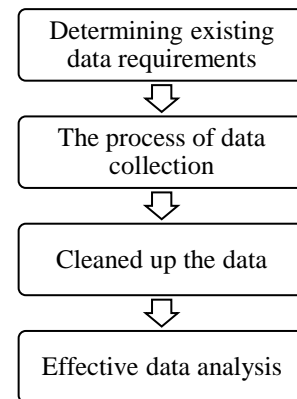 Determining existing
data requirements
The process of data
collection
Cleaned up the data
Effective data analysis